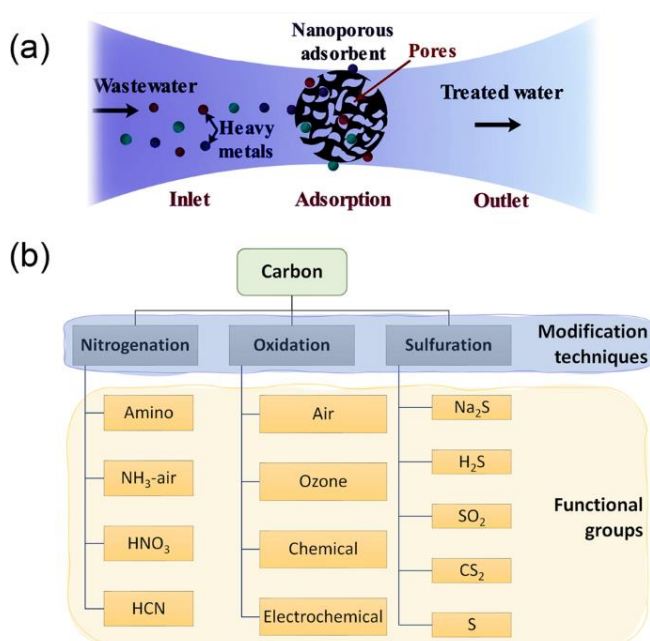 (a)
Nanoporous
adsorbent
Pores
Wastewater
Treated water
Heavy
metals
Inlet
Adsorption
Outlet
(b)
Carbon
Nitrogenation
Oxidation
Sulfuration
Modification
techniques
Amino
Air
Na₂S
NH₃-air
Ozone
H₂S
SO₂
Functional
groups
HNO₃
Chemical
CS₂
HCN
Electrochemical
S